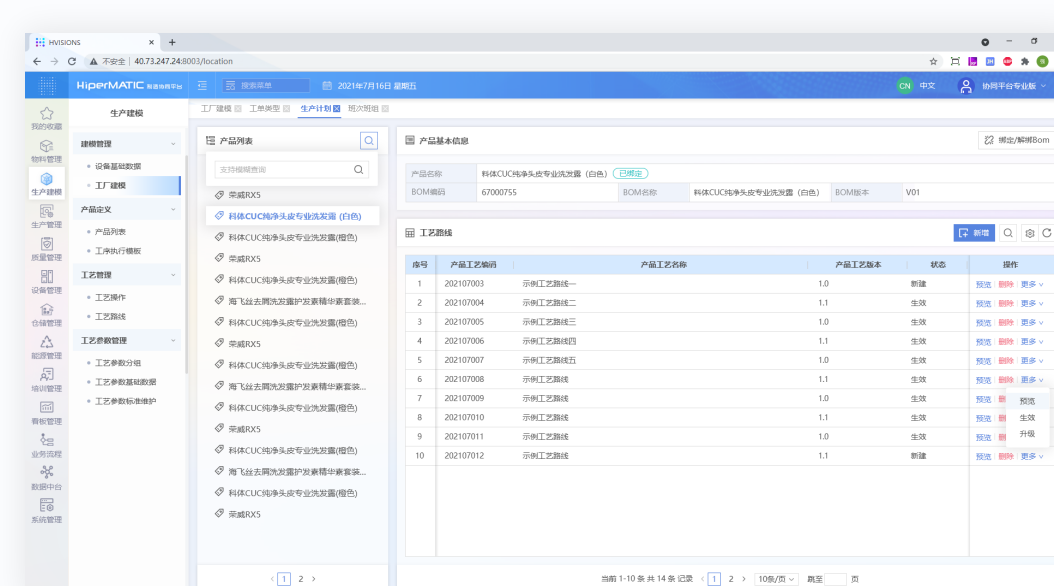 HVISIONS × +
不安全 | 40.73.247.24:8003/location
HiperMATIC 制造协同平台 搜索菜单 2021年7月16日 星期五 CN 中文 协同平台专业版
我的收藏
物料管理
生产建模
生产管理
质量管理
设备管理
仓储管理
能源管理
培训管理
看板管理
业务流程
数据中台
系统管理
生产建模
建模管理
设备基础数据
工厂建模
产品定义
产品列表
工序执行模板
工艺管理
工艺操作
工艺路线
工艺参数管理
工艺参数分组
工艺参数基础数据
工艺参数标准维护
工厂建模 工单类型 生产计划 班次班组
产品列表
支持模糊查询
荣威RX5
科体CUC纯净头皮专业洗发露 (白色)
科体CUC纯净头皮专业洗发露(橙色)
荣威RX5
科体CUC纯净头皮专业洗发露(橙色)
海飞丝去屑洗发露护发素精华素套装...
科体CUC纯净头皮专业洗发露(橙色)
荣威RX5
科体CUC纯净头皮专业洗发露(橙色)
海飞丝去屑洗发露护发素精华素套装...
科体CUC纯净头皮专业洗发露(橙色)
荣威RX5
科体CUC纯净头皮专业洗发露(橙色)
海飞丝去屑洗发露护发素精华素套装...
科体CUC纯净头皮专业洗发露(橙色)
荣威RX5
< 1 2 >
产品基本信息 绑定/解绑Bom
产品名称 科体CUC纯净头皮专业洗发露 (白色) 已绑定
BOM编码 67000755 BOM名称 科体CUC纯净头皮专业洗发露 (白色) BOM版本 V01
工艺路线 新增
序号 产品工艺编码 产品工艺名称 产品工艺版本 状态 操作
1 202107003 示例工艺路线一 1.0 新建 预览 删除 更多
2 202107004 示例工艺路线二 1.1 生效 预览 删除 更多
3 202107005 示例工艺路线三 1.0 生效 预览 删除 更多
4 202107006 示例工艺路线四 1.1 生效 预览 删除 更多
5 202107007 示例工艺路线五 1.0 生效 预览 删除 更多
6 202107008 示例工艺路线 1.1 生效 预览 删除 更多
7 202107009 示例工艺路线 1.0 生效 预览
8 202107010 示例工艺路线 1.1 生效 预览
9 202107011 示例工艺路线 1.0 生效 预览
10 202107012 示例工艺路线 1.1 新建 预览 删除 更多
预览
生效
升级
当前 1-10 条 共 14 条 记录 < 1 2 > 10条/页 跳至 页